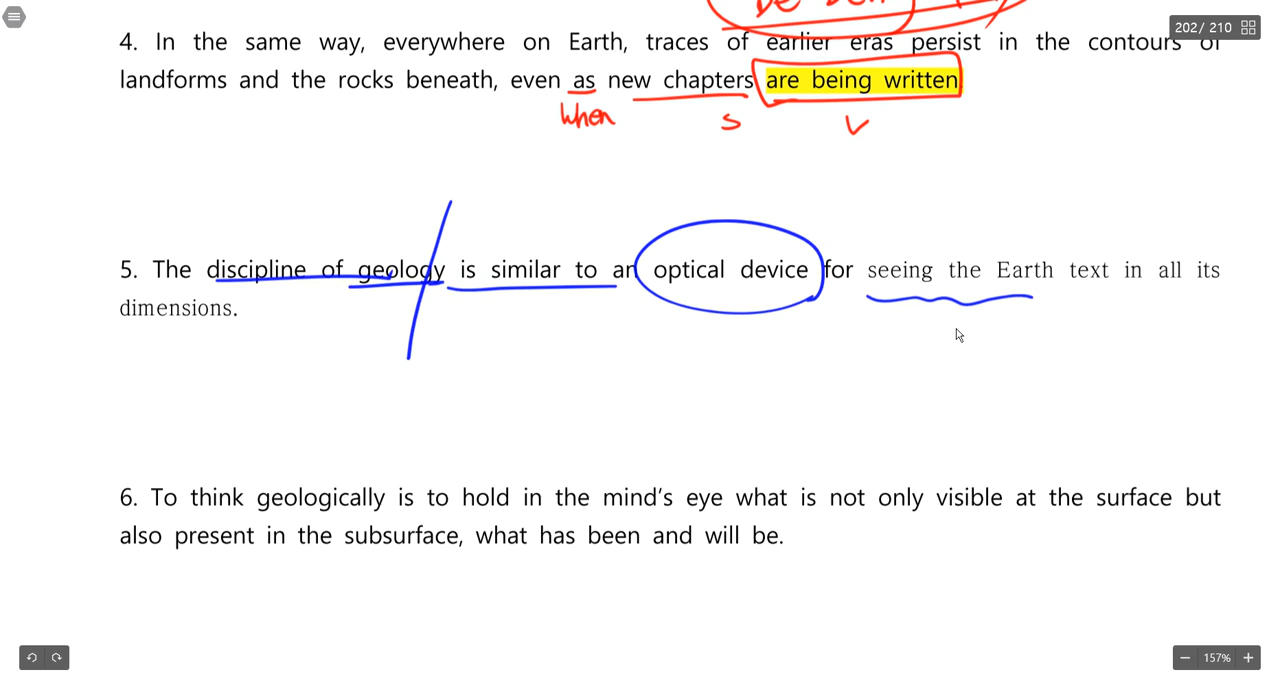 202/ 210
4. In the same way, everywhere on Earth, traces of earlier eras persist in the contours of
landforms and the rocks beneath, even as new chapters are being written
when s v
5. The discipline of geology is similar to an optical device for seeing the Earth text in all its
dimensions.
6. To think geologically is to hold in the mind's eye what is not only visible at the surface but
also present in the subsurface, what has been and will be.
157%